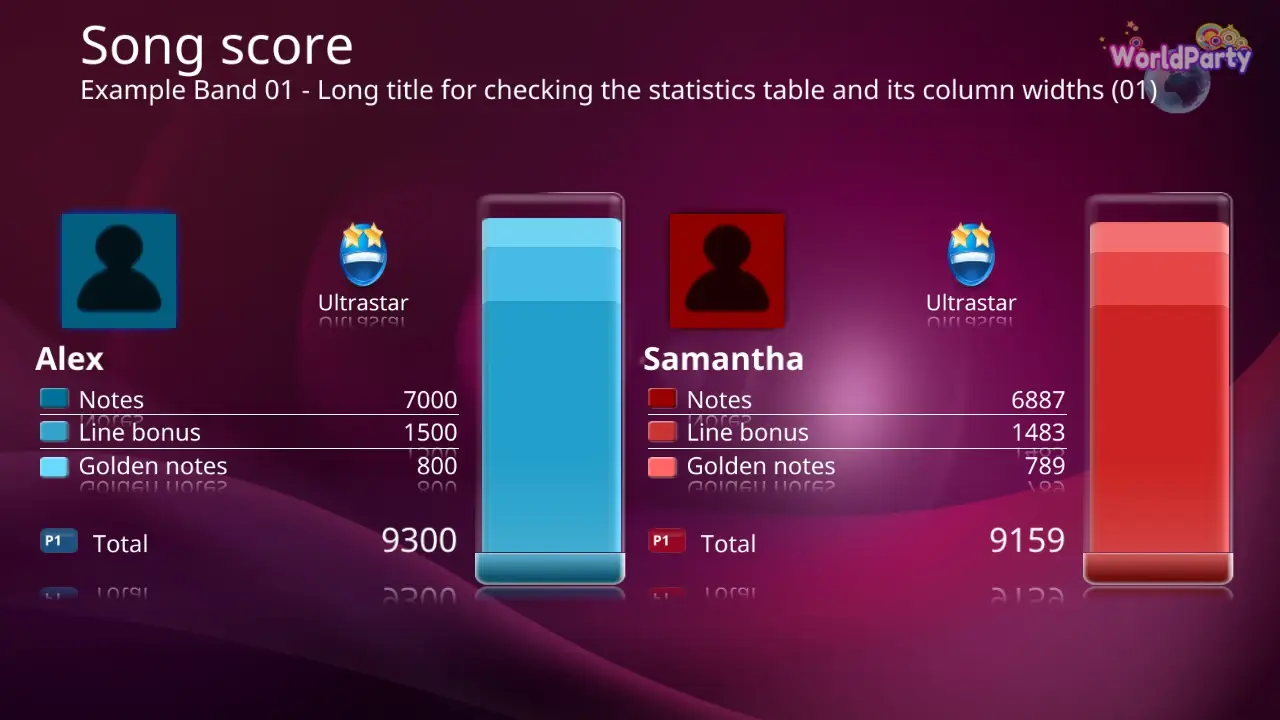 Song score
WorldParty
Example Band 01 - Long title for checking the statistics table and its column widths (01)
Ultrastar
Alex
Notes 7000
Line bonus 1500
Golden notes 800
P1 Total 9300
Ultrastar
Samantha
Notes 6887
Line bonus 1483
Golden notes 789
P1 Total 9159